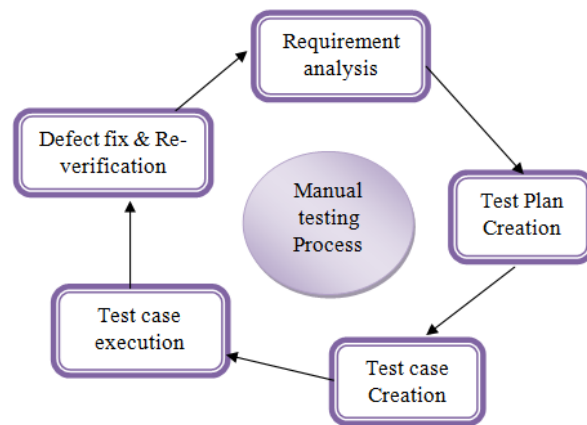 Requirement
analysis
Test Plan
Creation
Test case
Creation
Test case
execution
Defect fix & Re-
verification
Manual
testing
Process